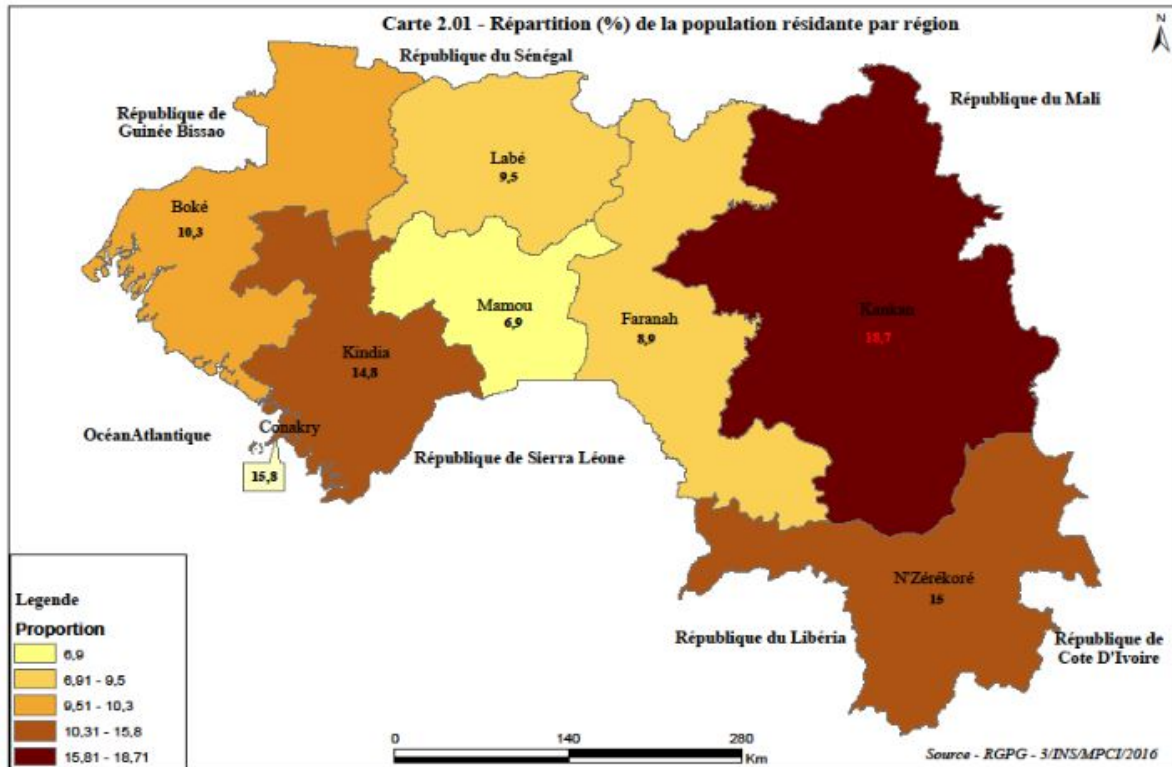 Carte 2.01 - Répartition (%) de la population résidante par région
N
République du Sénégal
République du Mali
République de
Guinée Bissao
Labé
9,5
Boké
10,3
Mamou
6,9
Faranah
8,9
Kankan
18,7
Kindia
14,8
Conakry
15,8
OcéanAtlantique
République de Sierra Léone
N'Zérékoré
15
République du Libéria
République de
Cote D'Ivoire
Legende
Proportion
6,9
6,91 - 9,5
9,51 - 10,3
10,31 - 15,8
15,81 - 18,71
0 140 280
Km
Source - RGPG - 3/INS/MPCI/2016